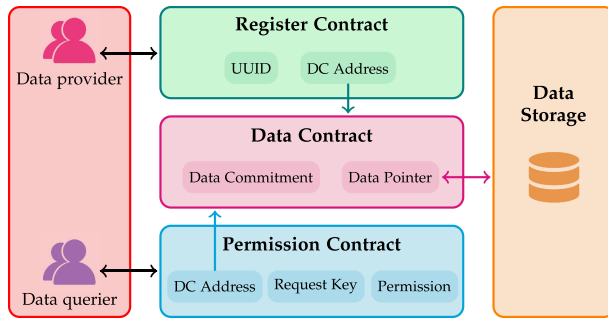 Data provider
Data querier
Register Contract
UUID
DC Address
Data Contract
Data Commitment
Data Pointer
Permission Contract
DC Address
Request Key
Permission
Data
Storage